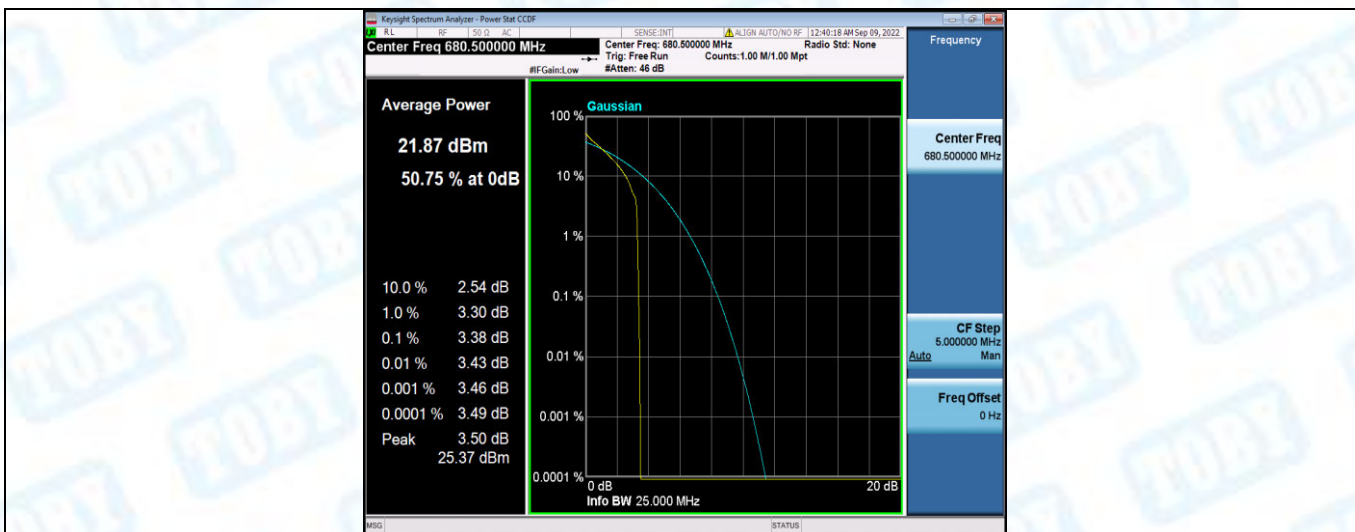 Keysight Spectrum Analyzer - Power Stat CCDF
RL RF 50 Ω AC SENSE:INT ALIGN AUTO/NO RF 12:40:18 AM Sep 09, 2022
Center Freq 680.500000 MHz
Center Freq: 680.500000 MHz Radio Std: None
Trig: Free Run Counts:1.00 M/1.00 Mpt
#IFGain:Low #Atten: 46 dB
Frequency
Average Power
21.87 dBm
50.75 % at 0dB
10.0 % 2.54 dB
1.0 % 3.30 dB
0.1 % 3.38 dB
0.01 % 3.43 dB
0.001 % 3.46 dB
0.0001 % 3.49 dB
Peak 3.50 dB
25.37 dBm
Gaussian
100 %
10 %
1 %
0.1 %
0.01 %
0.001 %
0.0001 %
0 dB 20 dB
Info BW 25.000 MHz
Center Freq
680.500000 MHz
CF Step
5.000000 MHz
Auto Man
Freq Offset
0 Hz
MSG STATUS
TOBY
TOBY
TOBY
TOBY
TOBY
TOBY
TOBY